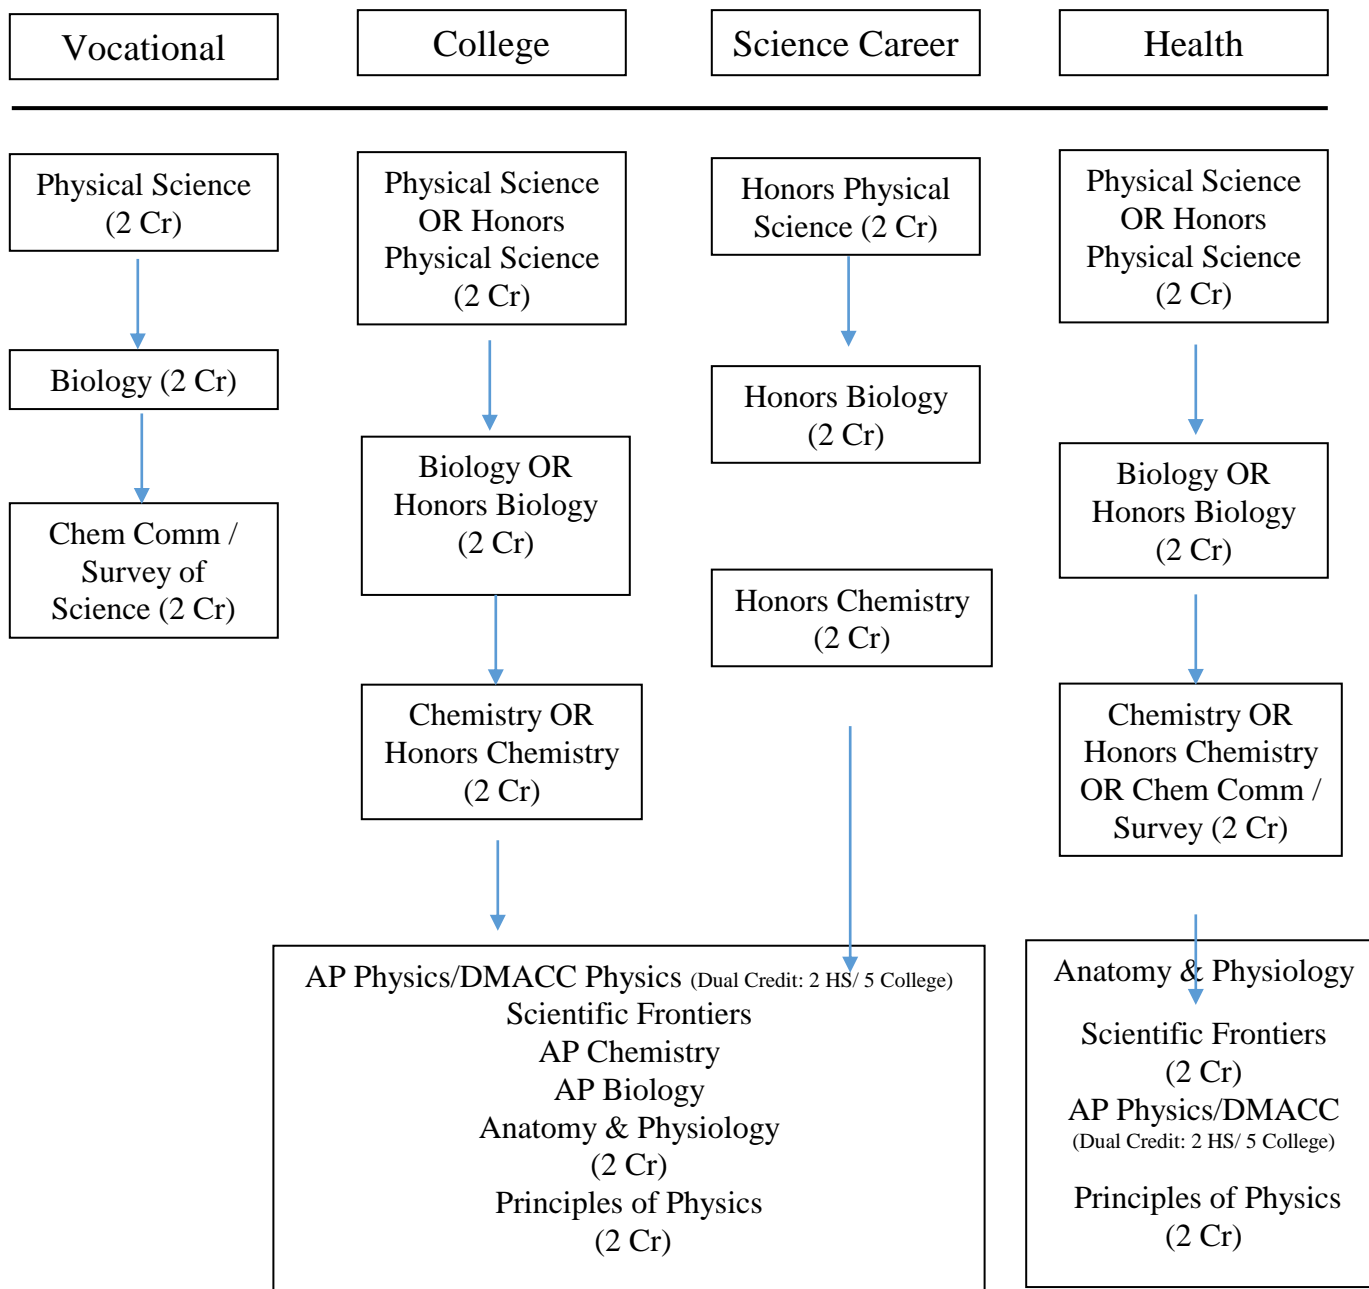 Vocational
College
Science Career
Health
Physical Science
(2 Cr)
Biology (2 Cr)
Chem Comm /
Survey of
Science (2 Cr)
Physical Science
OR Honors
Physical Science
(2 Cr)
Biology OR
Honors Biology
(2 Cr)
Chemistry OR
Honors Chemistry
(2 Cr)
Honors Physical
Science (2 Cr)
Honors Biology
(2 Cr)
Honors Chemistry
(2 Cr)
AP Physics/DMACC Physics (Dual Credit: 2 HS/ 5 College)
Scientific Frontiers
AP Chemistry
AP Biology
Anatomy & Physiology
(2 Cr)
Principles of Physics
(2 Cr)
Physical Science
OR Honors
Physical Science
(2 Cr)
Biology OR
Honors Biology
(2 Cr)
Chemistry OR
Honors Chemistry
OR Chem Comm /
Survey (2 Cr)
Anatomy & Physiology
Scientific Frontiers
(2 Cr)
AP Physics/DMACC
(Dual Credit: 2 HS/ 5 College)
Principles of Physics
(2 Cr)